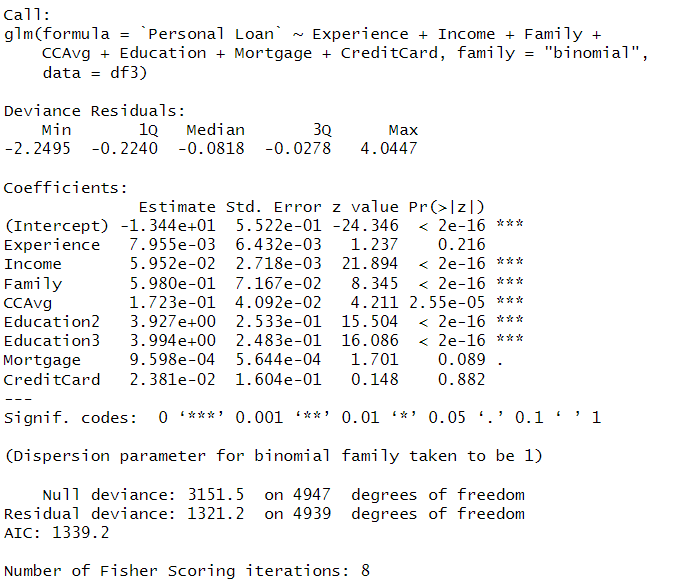 Call:
glm(formula = `Personal Loan` ~ Experience + Income + Family +
    CCAvg + Education + Mortgage + CreditCard, family = "binomial",
    data = df3)

Deviance Residuals:
    Min       1Q   Median       3Q      Max
-2.2495  -0.2240  -0.0818  -0.0278   4.0447

Coefficients:
              Estimate Std. Error z value Pr(>|z|)
(Intercept) -1.344e+01  5.522e-01 -24.346  < 2e-16 ***
Experience   7.955e-03  6.432e-03   1.237    0.216
Income       5.952e-02  2.718e-03  21.894  < 2e-16 ***
Family       5.980e-01  7.167e-02   8.345  < 2e-16 ***
CCAvg        1.723e-01  4.092e-02   4.211 2.55e-05 ***
Education2   3.927e+00  2.533e-01  15.504  < 2e-16 ***
Education3   3.994e+00  2.483e-01  16.086  < 2e-16 ***
Mortgage     9.598e-04  5.644e-04   1.701    0.089 .
CreditCard   2.381e-02  1.604e-01   0.148    0.882
---
Signif. codes:  0 ‘***’ 0.001 ‘**’ 0.01 ‘*’ 0.05 ‘.’ 0.1 ‘ ’ 1

(Dispersion parameter for binomial family taken to be 1)

    Null deviance: 3151.5  on 4947  degrees of freedom
Residual deviance: 1321.2  on 4939  degrees of freedom
AIC: 1339.2

Number of Fisher Scoring iterations: 8